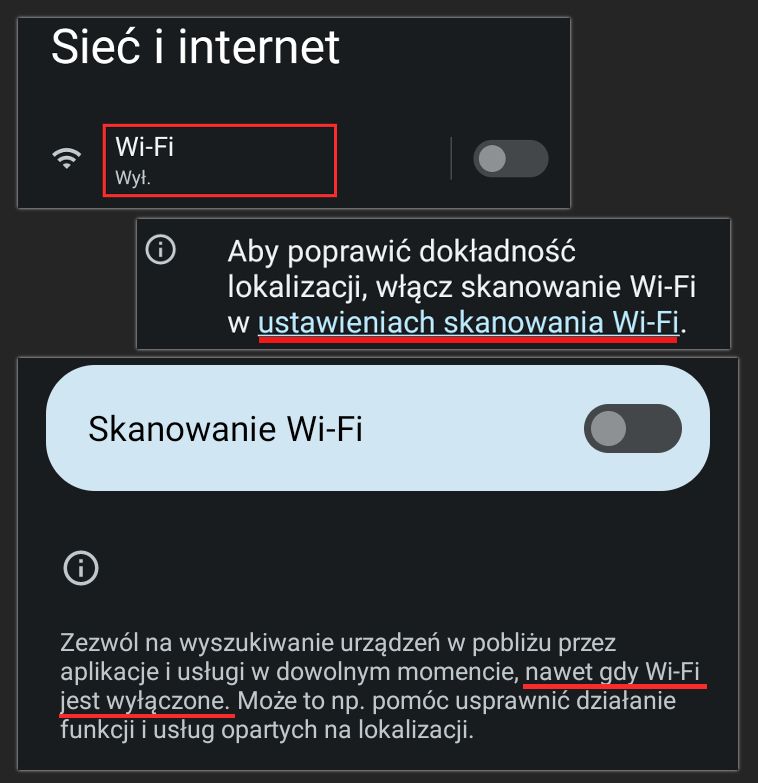 Sieć i internet
Wi-Fi
Wył.
Aby poprawić dokładność
lokalizacji, włącz skanowanie Wi-Fi
w ustawieniach skanowania Wi-Fi.
Skanowanie Wi-Fi
Zezwól na wyszukiwanie urządzeń w pobliżu przez
aplikacje i usługi w dowolnym momencie, nawet gdy Wi-Fi
jest wyłączone. Może to np. pomóc usprawnić działanie
funkcji i usług opartych na lokalizacji.